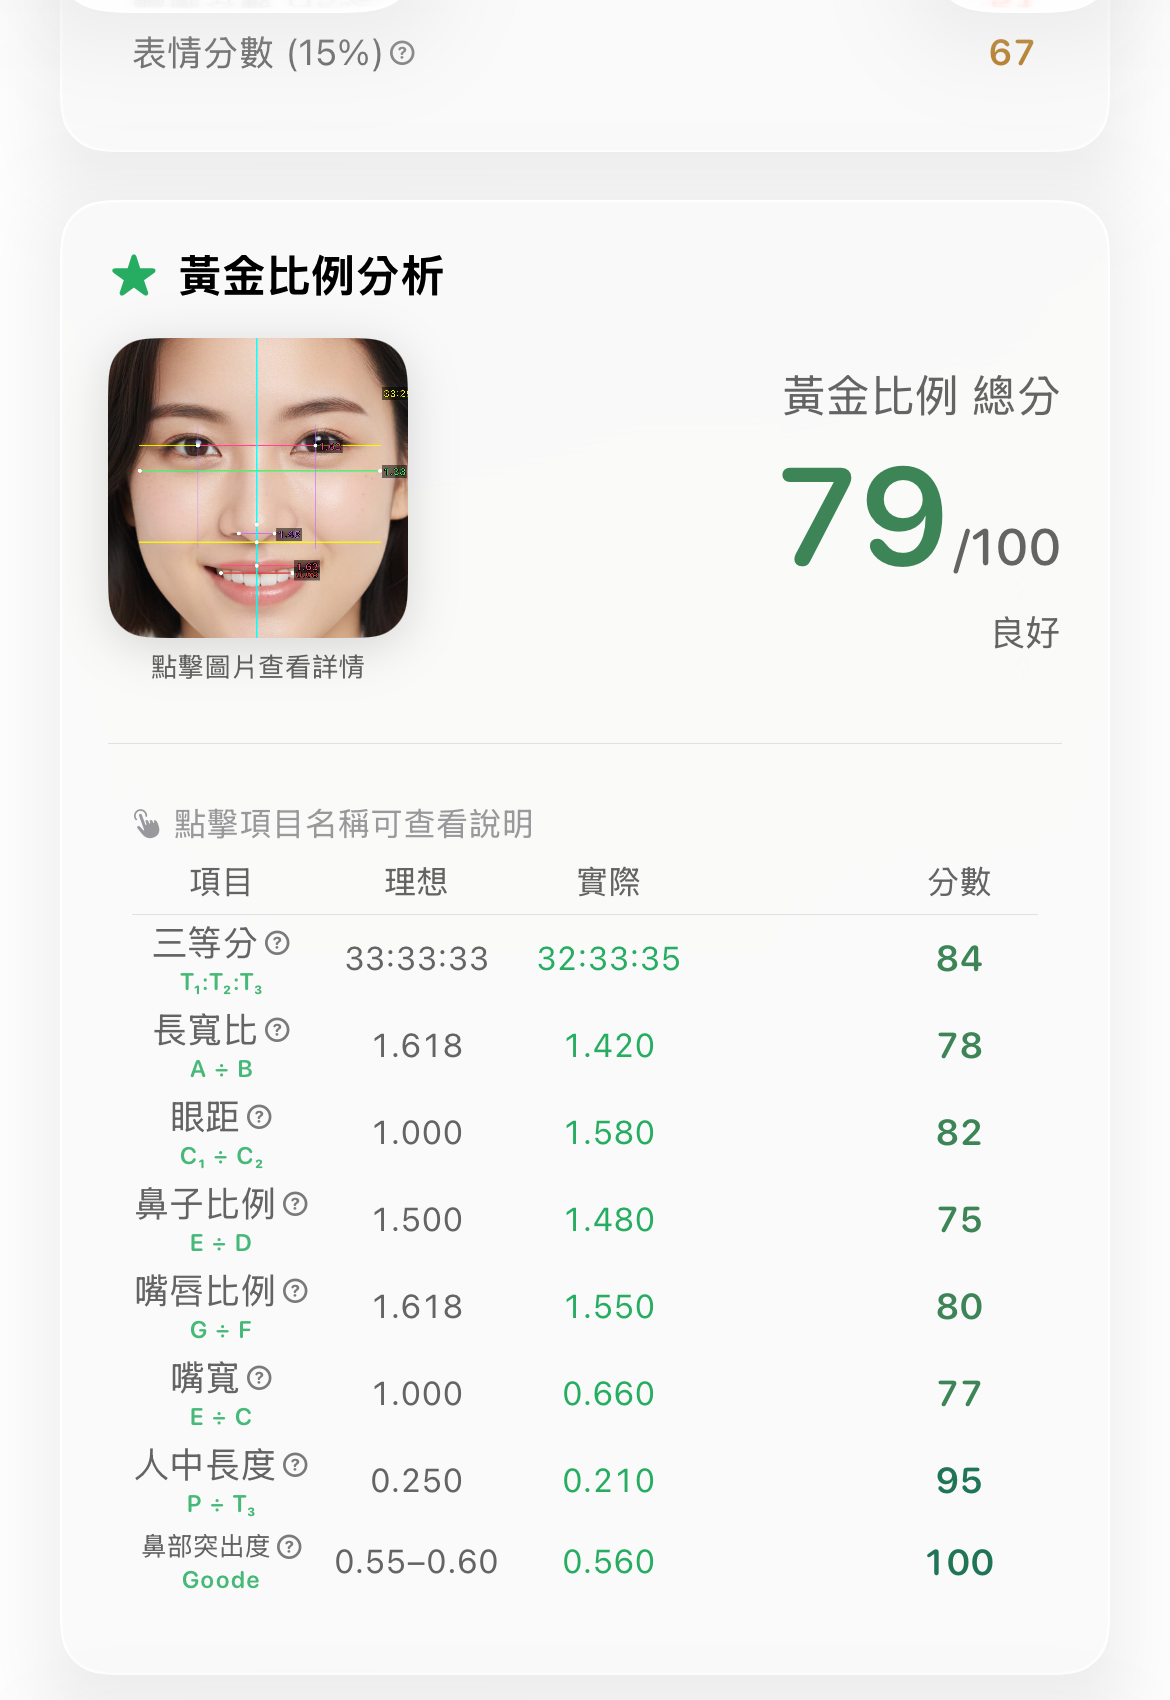 表情分數 (15%)
67
黃金比例分析
黃金比例 總分
79/100
良好
點擊圖片查看詳情
點擊項目名稱可查看說明
項目 理想 實際 分數
三等分 33:33:33 32:33:35 84
T₁:T₂:T₃
長寬比 1.618 1.420 78
A ÷ B
眼距 1.000 1.580 82
C₁ ÷ C₂
鼻子比例 1.500 1.480 75
E ÷ D
嘴唇比例 1.618 1.550 80
G ÷ F
嘴寬 1.000 0.660 77
E ÷ C
人中長度 0.250 0.210 95
P ÷ T₃
鼻部突出度 0.55–0.60 0.560 100
Goode